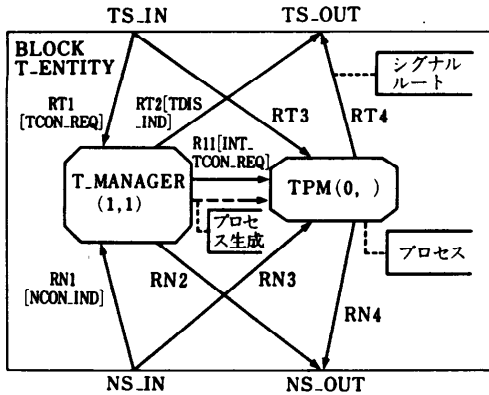 TS_IN
TS_OUT
BLOCK
T_ENTITY
シグナル
ルート
RT1
[TCON_REQ]
RT2[TDIS
_IND]
RT3
RT4
R11[INT_
TCON_REQ]
T_MANAGER
(1,1)
TPM(0, )
プロセ
ス生成
プロセス
RN1
[NCON_IND]
RN2
RN3
RN4
NS_IN
NS_OUT